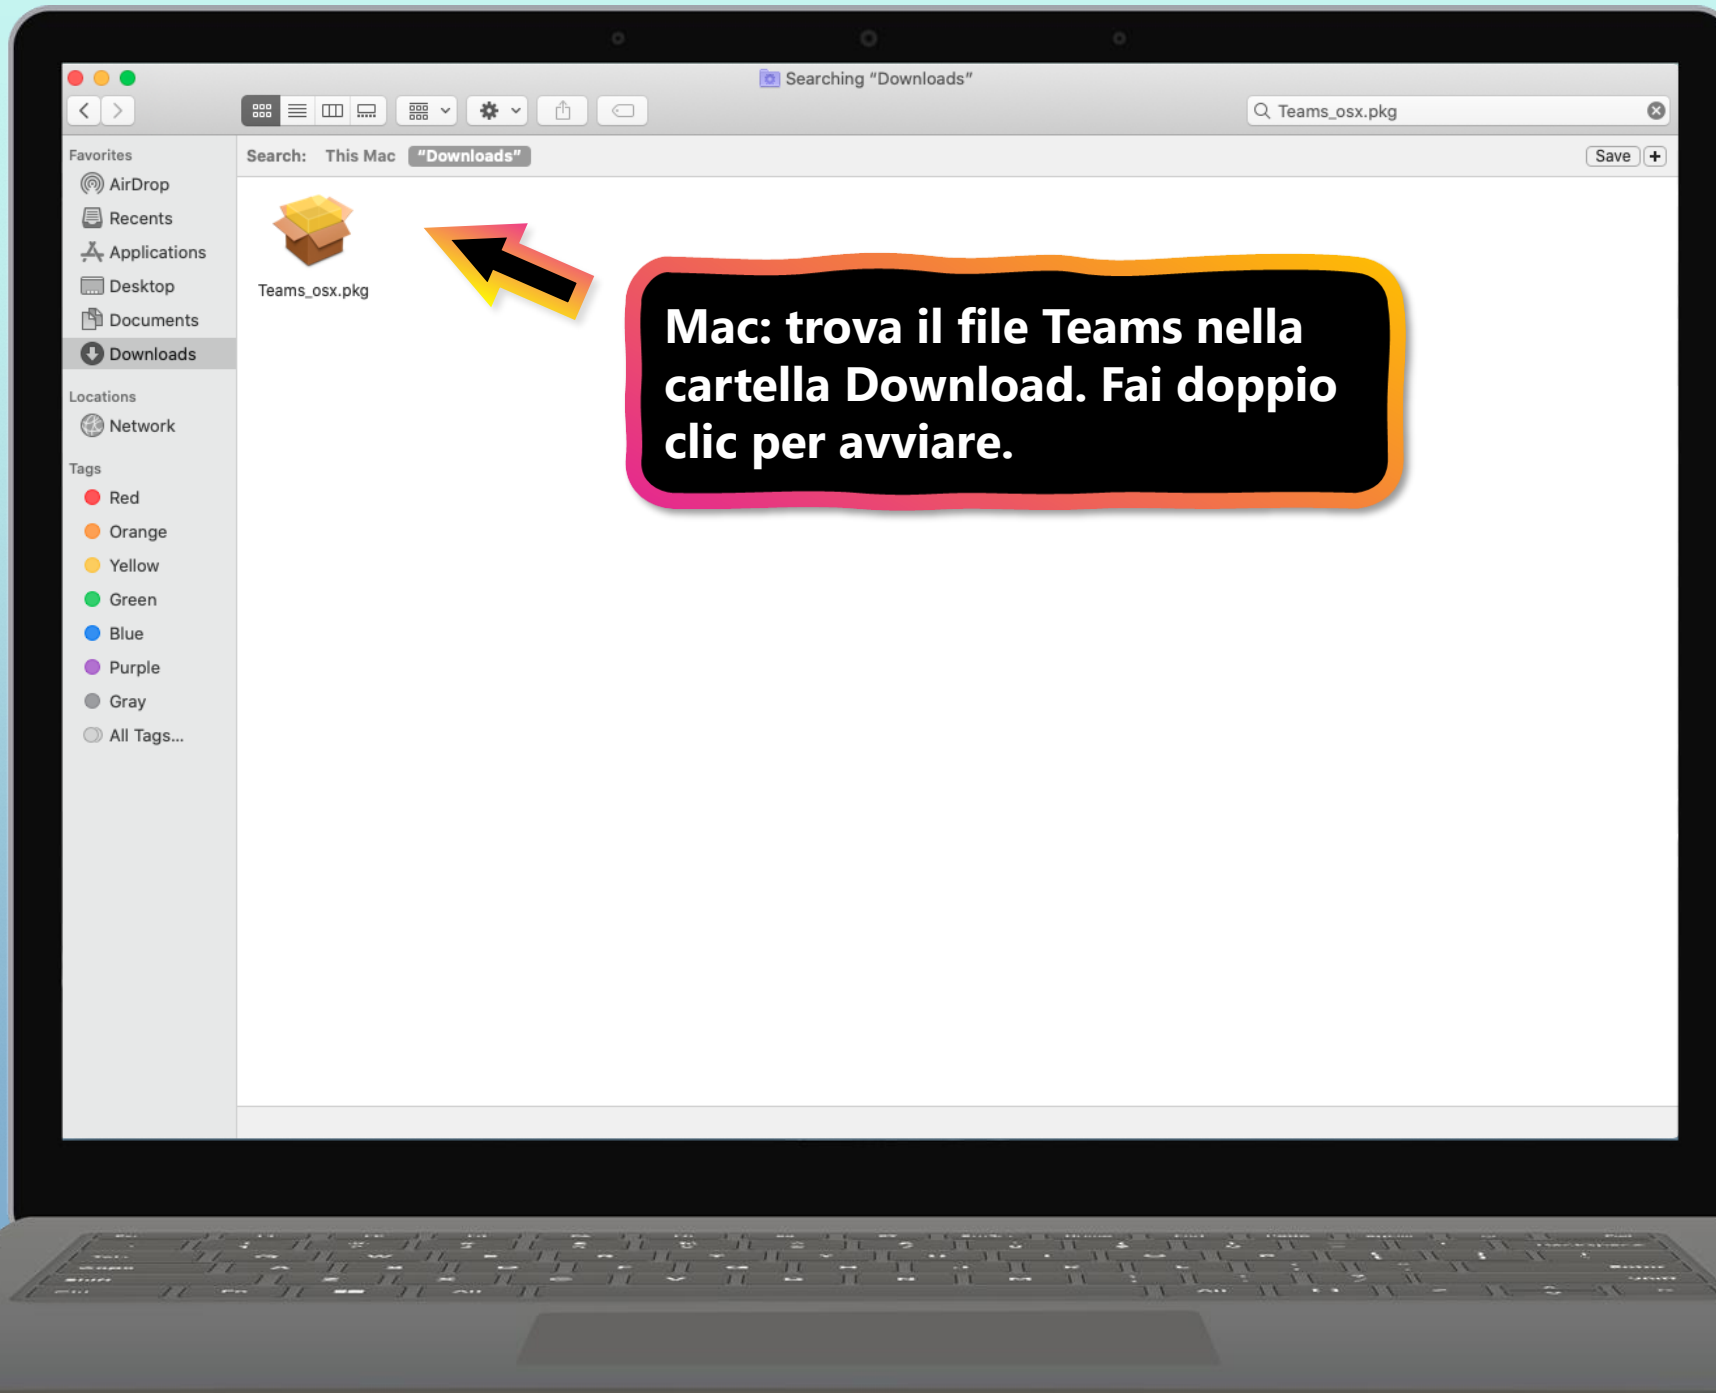 Searching “Downloads”
Teams_osx.pkg
Favorites
Search: This Mac “Downloads”
Save +
AirDrop
Recents
Applications
Desktop
Documents
Downloads
Locations
Network
Tags
Red
Orange
Yellow
Green
Blue
Purple
Gray
All Tags...
Teams_osx.pkg
Mac: trova il file Teams nella
cartella Download. Fai doppio
clic per avviare.